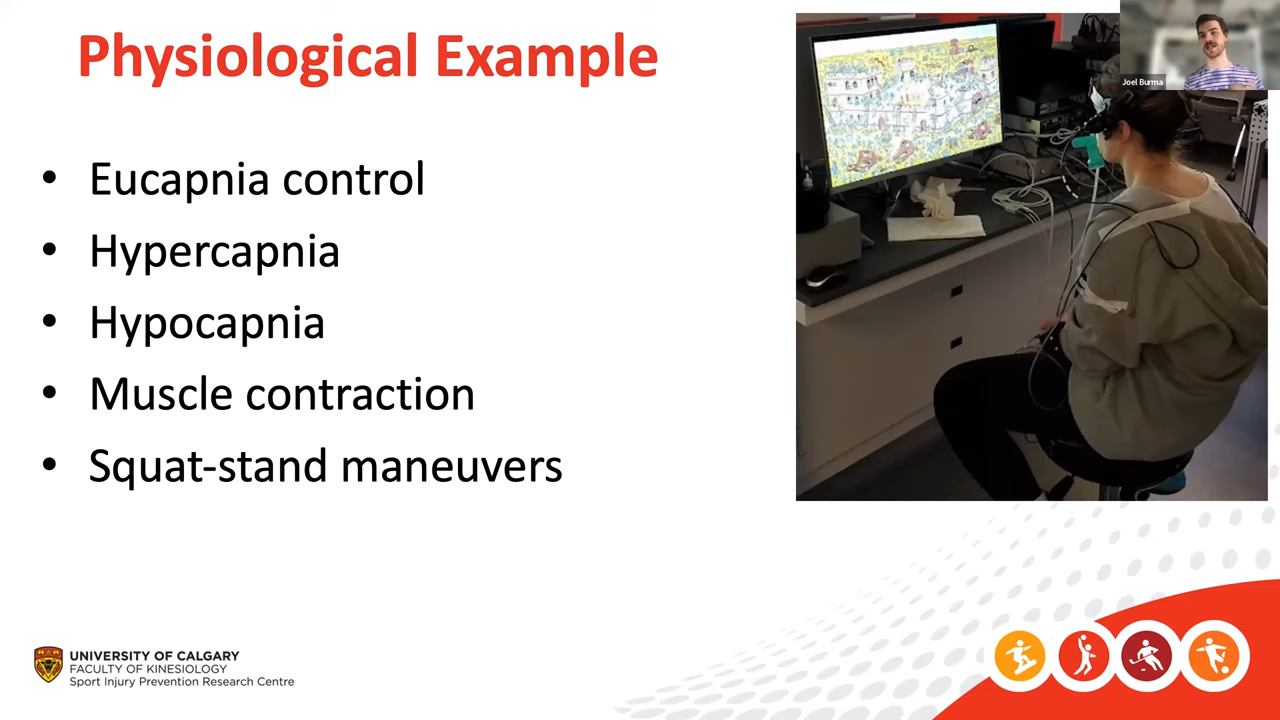 Physiological Example
Joel Burma
• Eucapnia control
• Hypercapnia
• Hypocapnia
• Muscle contraction
• Squat-stand maneuvers
UNIVERSITY OF CALGARY
FACULTY OF KINESIOLOGY
Sport Injury Prevention Research Centre